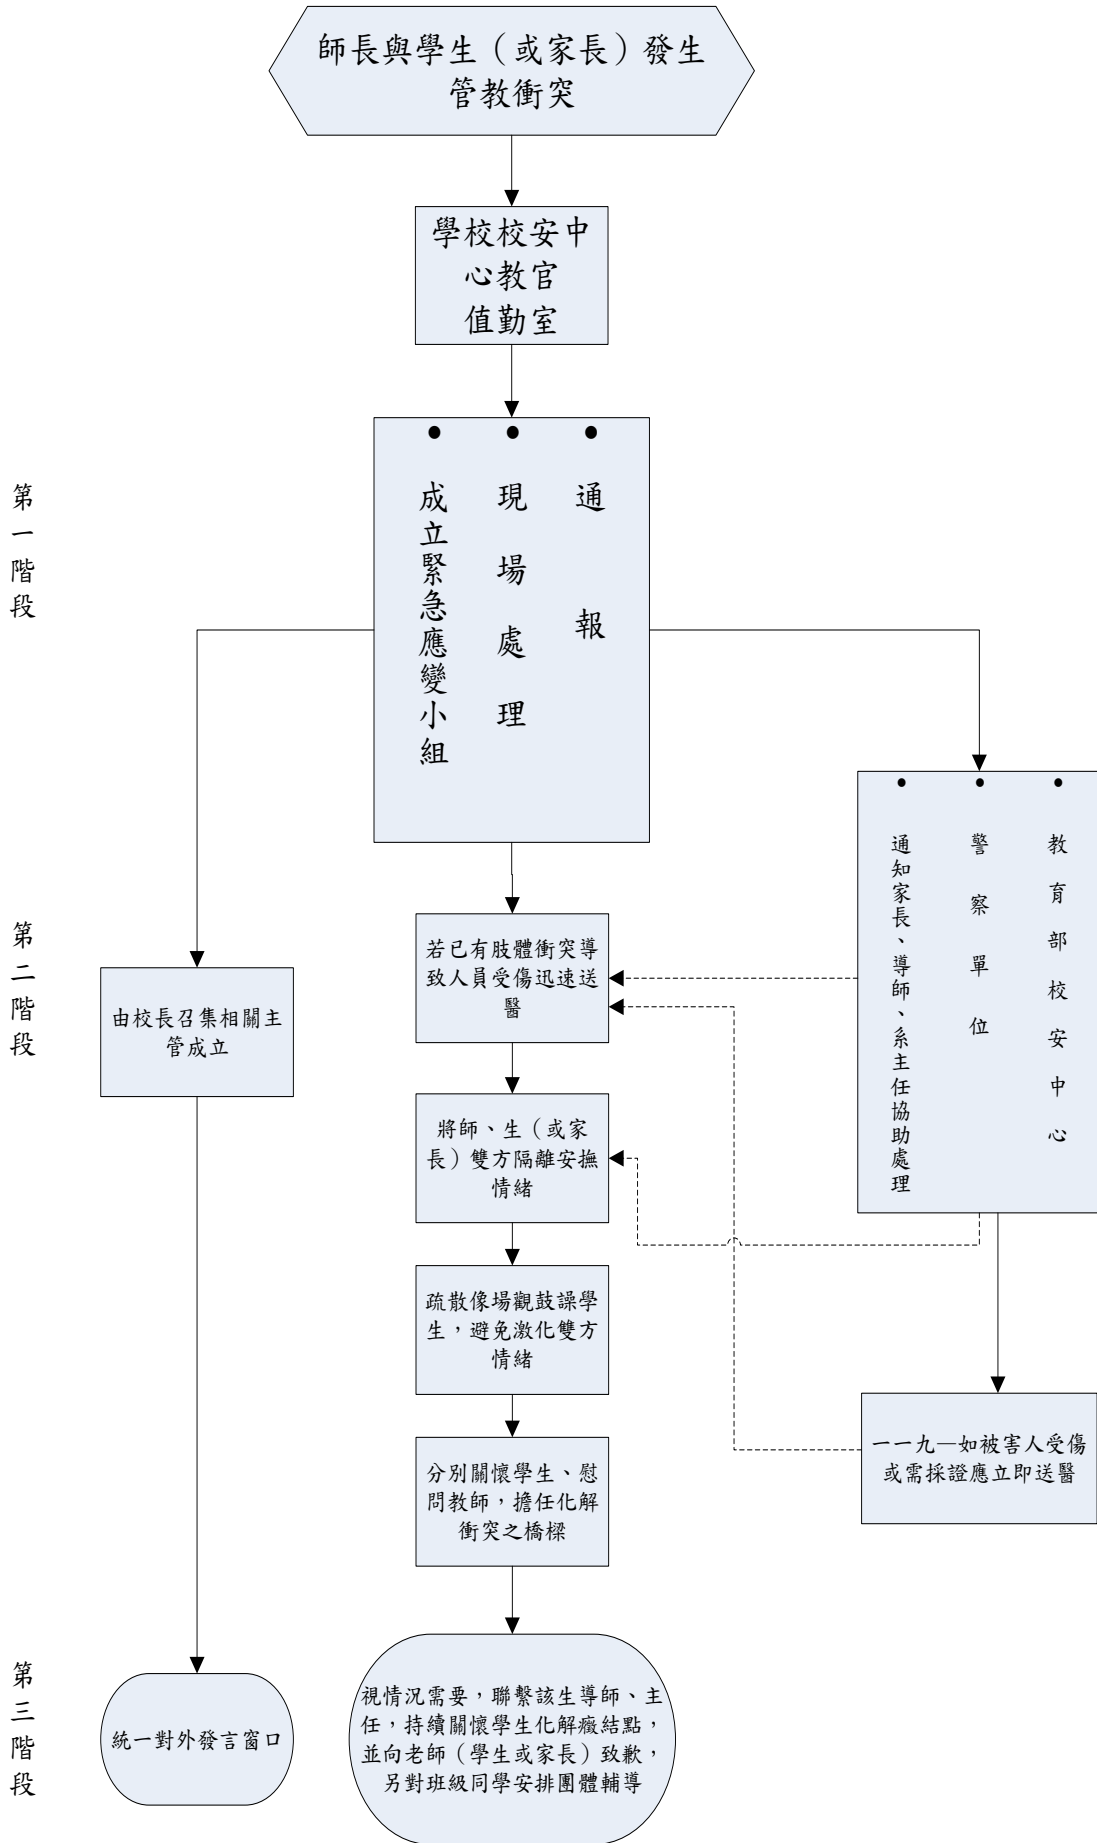 師長與學生（或家長）發生
管教衝突
學校校安中
心教官
值勤室
第一階段
● 通報
● 現場處理
● 成立緊急應變小組
● 教育部校安中心
● 警察單位
● 通知家長、導師、系主任協助處理
第二階段
由校長召集相關主
管成立
若已有肢體衝突導
致人員受傷迅速送
醫
將師、生（或家
長）雙方隔離安撫
情緒
疏散像場觀鼓譟學
生，避免激化雙方
情緒
分別關懷學生、慰
問教師，擔任化解
衝突之橋樑
一一九—如被害人受傷
或需採證應立即送醫
第三階段
統一對外發言窗口
視情況需要，聯繫該生導師、主
任，持續關懷學生化解癥結點，
並向老師（學生或家長）致歉，
另對班級同學安排團體輔導